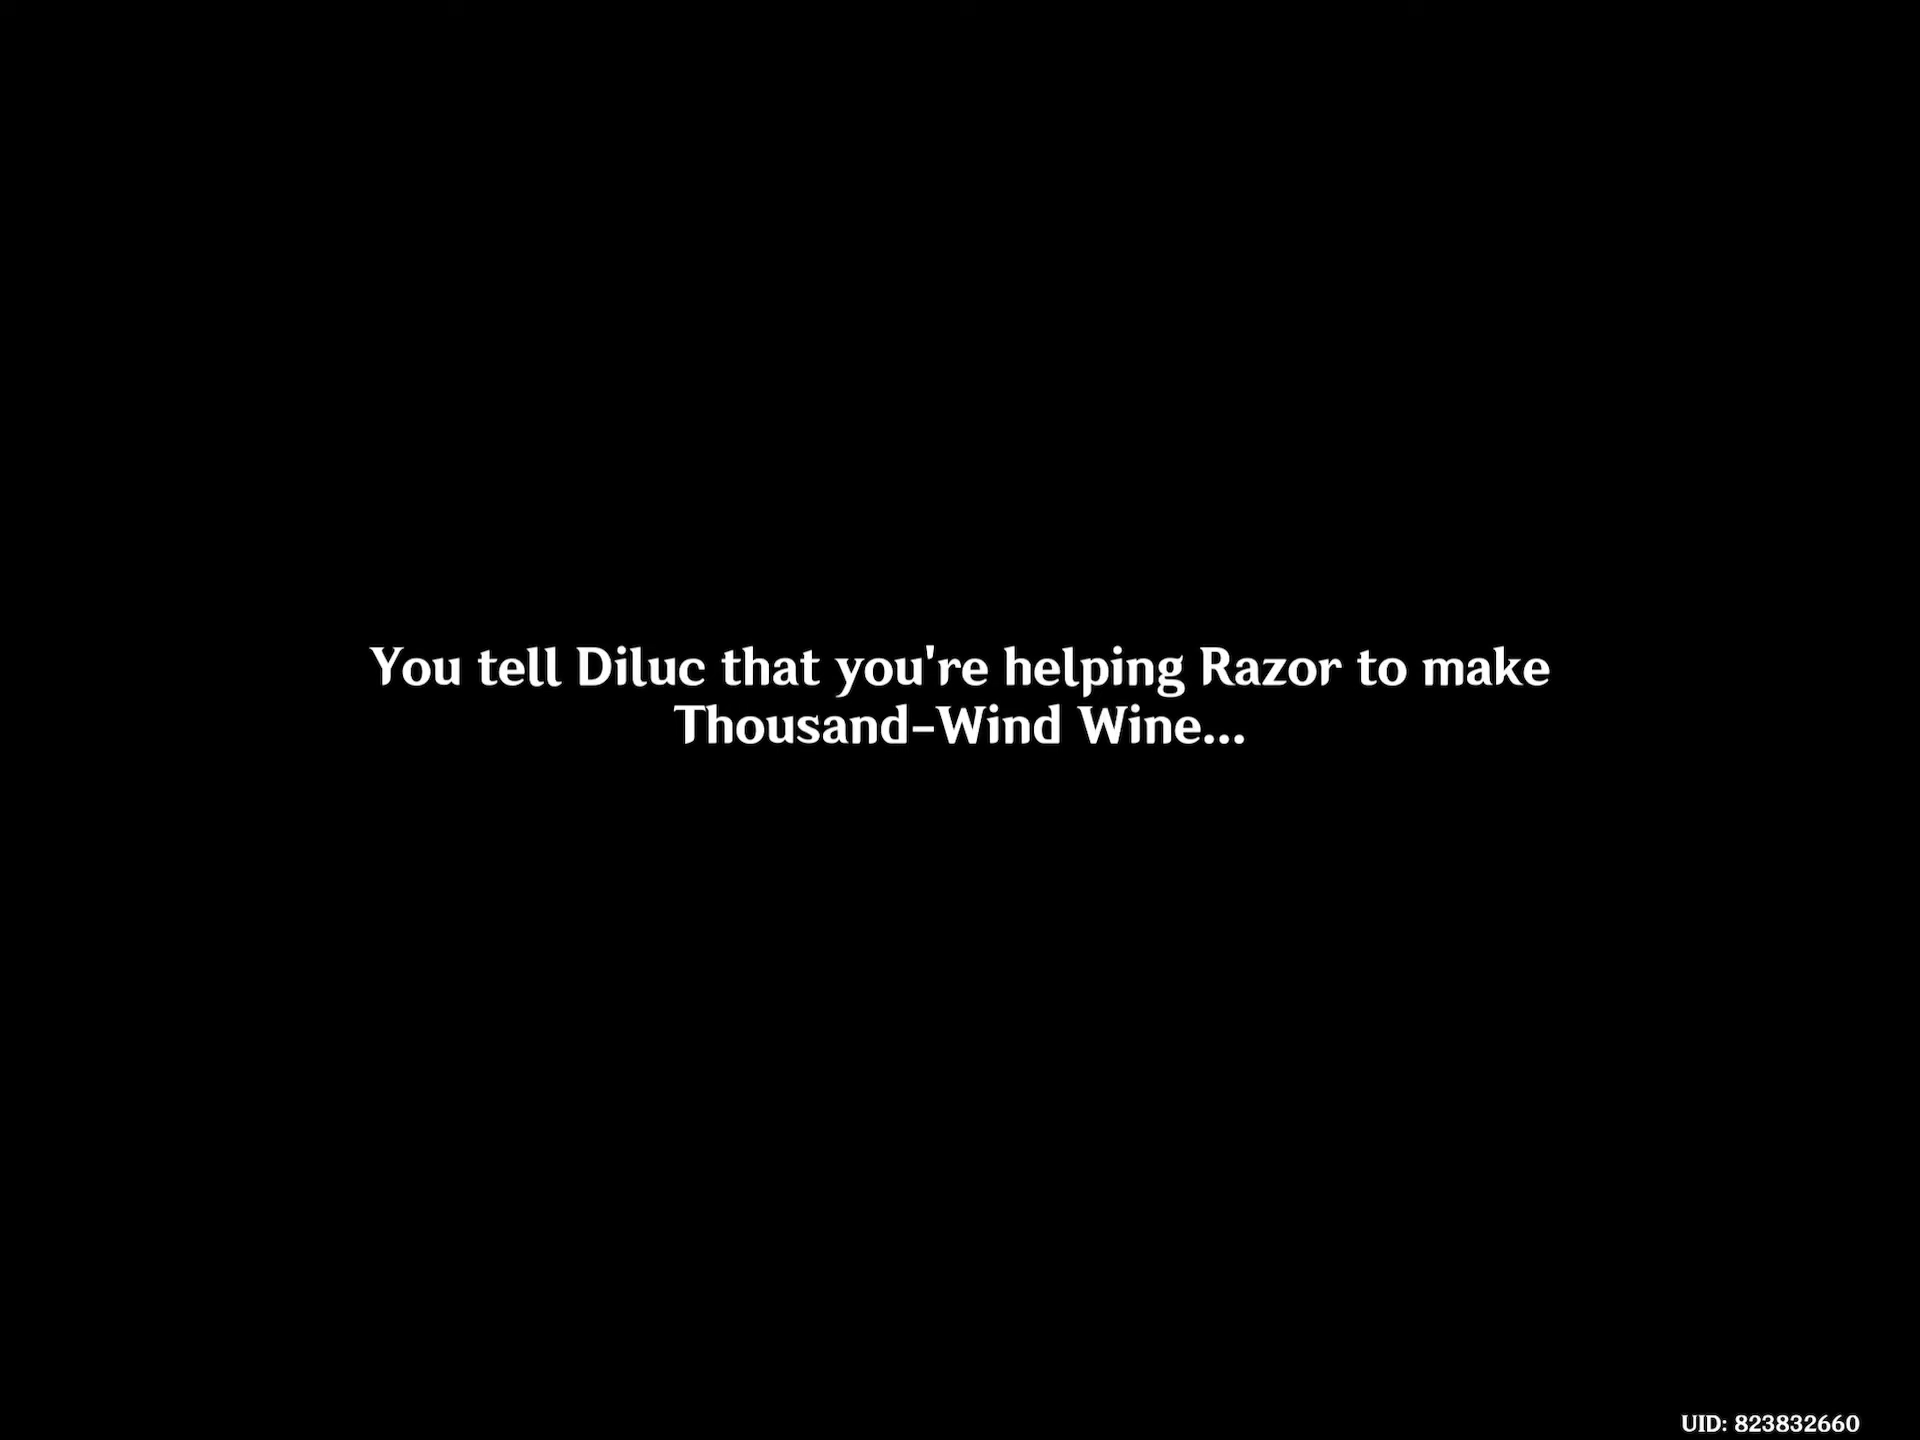 You tell Diluc that you're helping Razor to make
Thousand-Wind Wine...
UID: 823832660